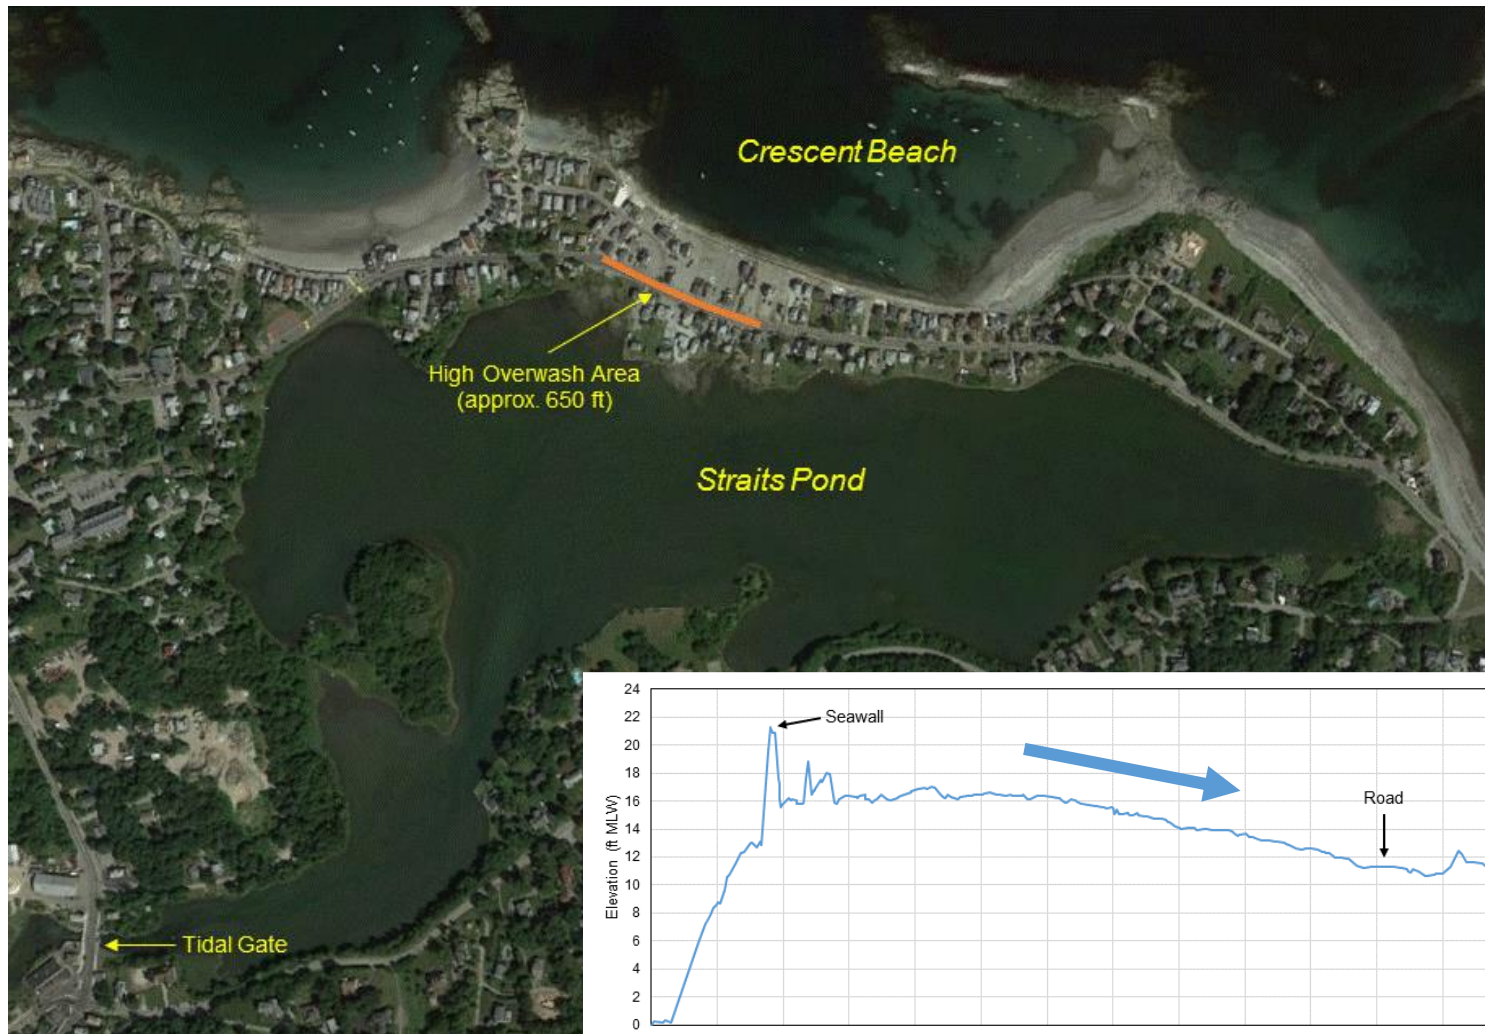 Crescent Beach
High Overwash Area
(approx. 650 ft)
Straits Pond
Tidal Gate
Elevation (ft MLW)
24
22
20
18
16
14
12
10
8
6
4
2
0
Seawall
Road